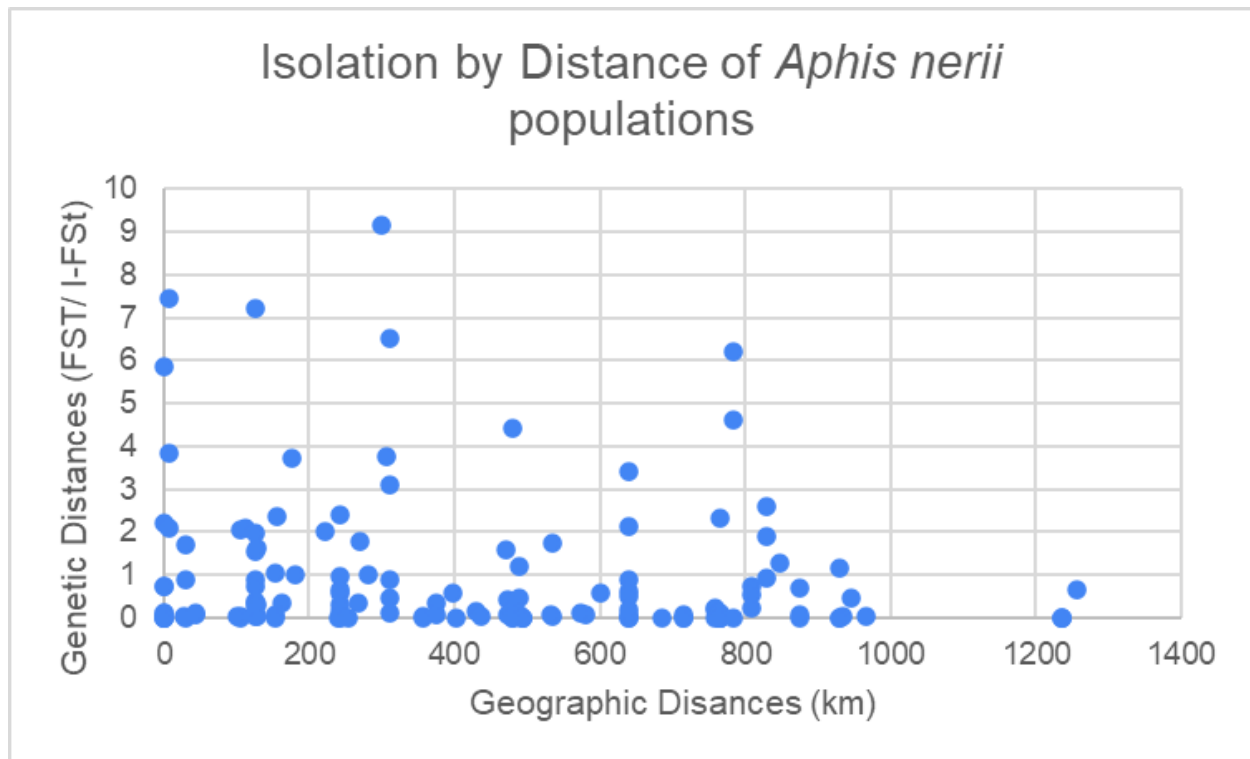 Isolation by Distance of Aphis nerii
populations
10
9
8
7
6
5
4
3
2
1
0
Genetic Distances (FST/ I-FSt)
0 200 400 600 800 1000 1200 1400
Geographic Disances (km)